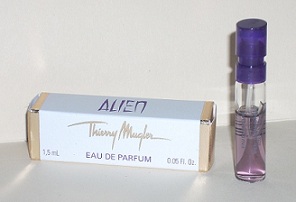 ALIEN
Thierry Mugler
1,5 mL
EAU DE PARFUM
0.05 fl. Oz.